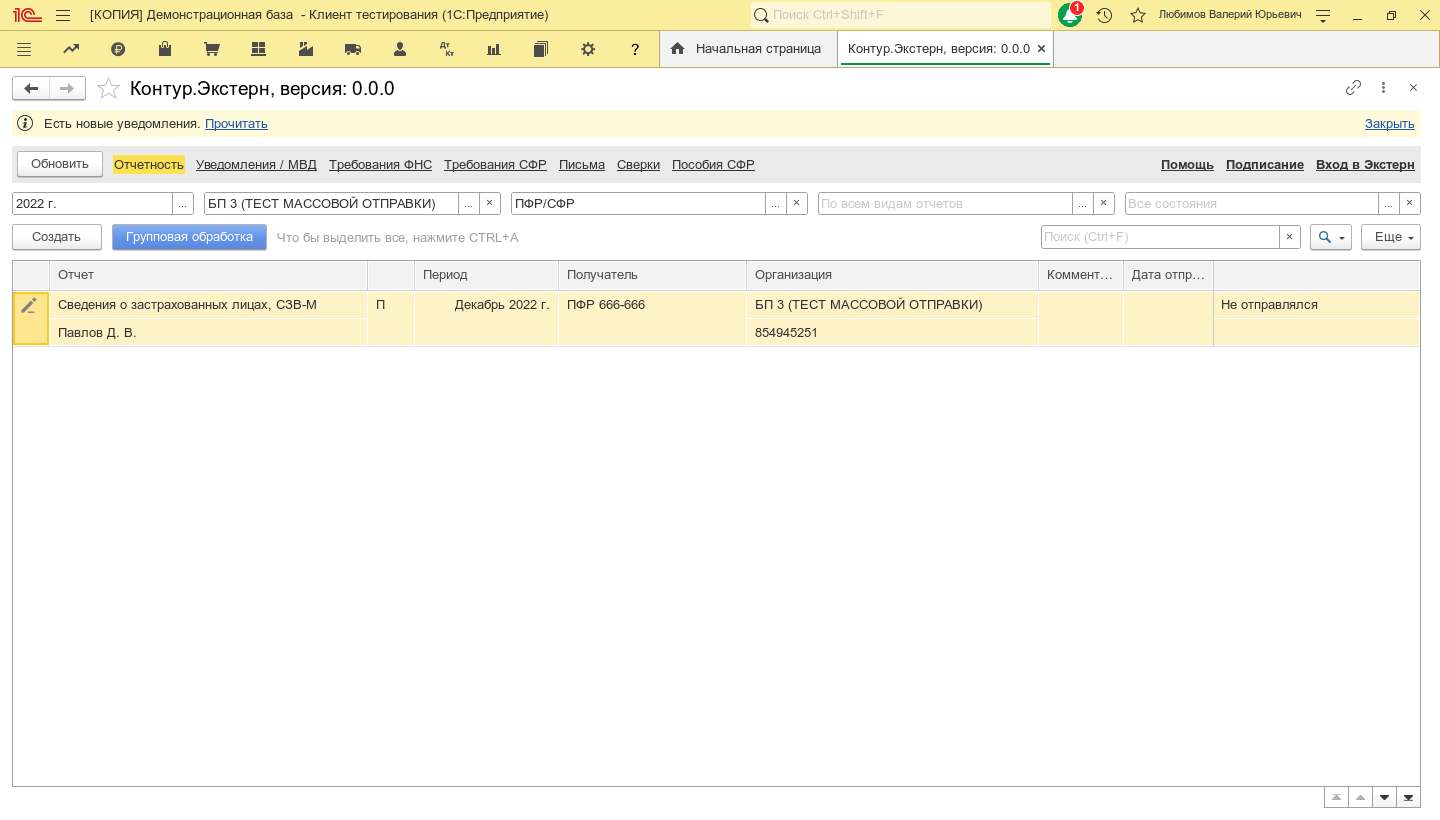 [КОПИЯ] Демонстрационная база - Клиент тестирования (1С:Предприятие)
Поиск Ctrl+Shift+F
1
Любимов Валерий Юрьевич
Дт Кт
?
Начальная страница
Контур.Экстерн, версия: 0.0.0
Контур.Экстерн, версия: 0.0.0
Есть новые уведомления. Прочитать
Закрыть
Обновить
Отчетность
Уведомления / МВД
Требования ФНС
Требования СФР
Письма
Сверки
Пособия СФР
Помощь
Подписание
Вход в Экстерн
2022 г.
...
БП 3 (ТЕСТ МАССОВОЙ ОТПРАВКИ)
...
ПФР/СФР
...
По всем видам отчетов
...
Все состояния
...
Создать
Групповая обработка
Что бы выделить все, нажмите CTRL+A
Поиск (Ctrl+F)
Еще
Отчет
Период
Получатель
Организация
Коммент...
Дата отпр...
Сведения о застрахованных лицах, СЗВ-М
П
Декабрь 2022 г.
ПФР 666-666
БП 3 (ТЕСТ МАССОВОЙ ОТПРАВКИ)
Не отправлялся
Павлов Д. В.
854945251